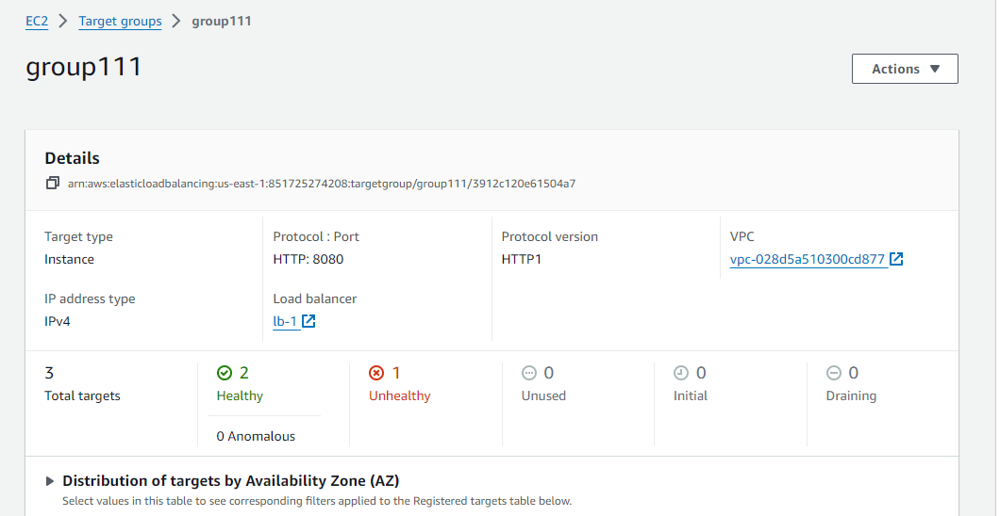 EC2 > Target groups > group111
group111
Actions ▼
Details
arn:aws:elasticloadbalancing:us-east-1:851725274208:targetgroup/group111/3912c120e61504a7
Target type
Instance
Protocol : Port
HTTP: 8080
Protocol version
HTTP1
VPC
vpc-028d5a510300cd877
IP address type
IPv4
Load balancer
lb-1
3
Total targets
2
Healthy
0 Anomalous
1
Unhealthy
0
Unused
0
Initial
0
Draining
Distribution of targets by Availability Zone (AZ)
Select values in this table to see corresponding filters applied to the Registered targets table below.